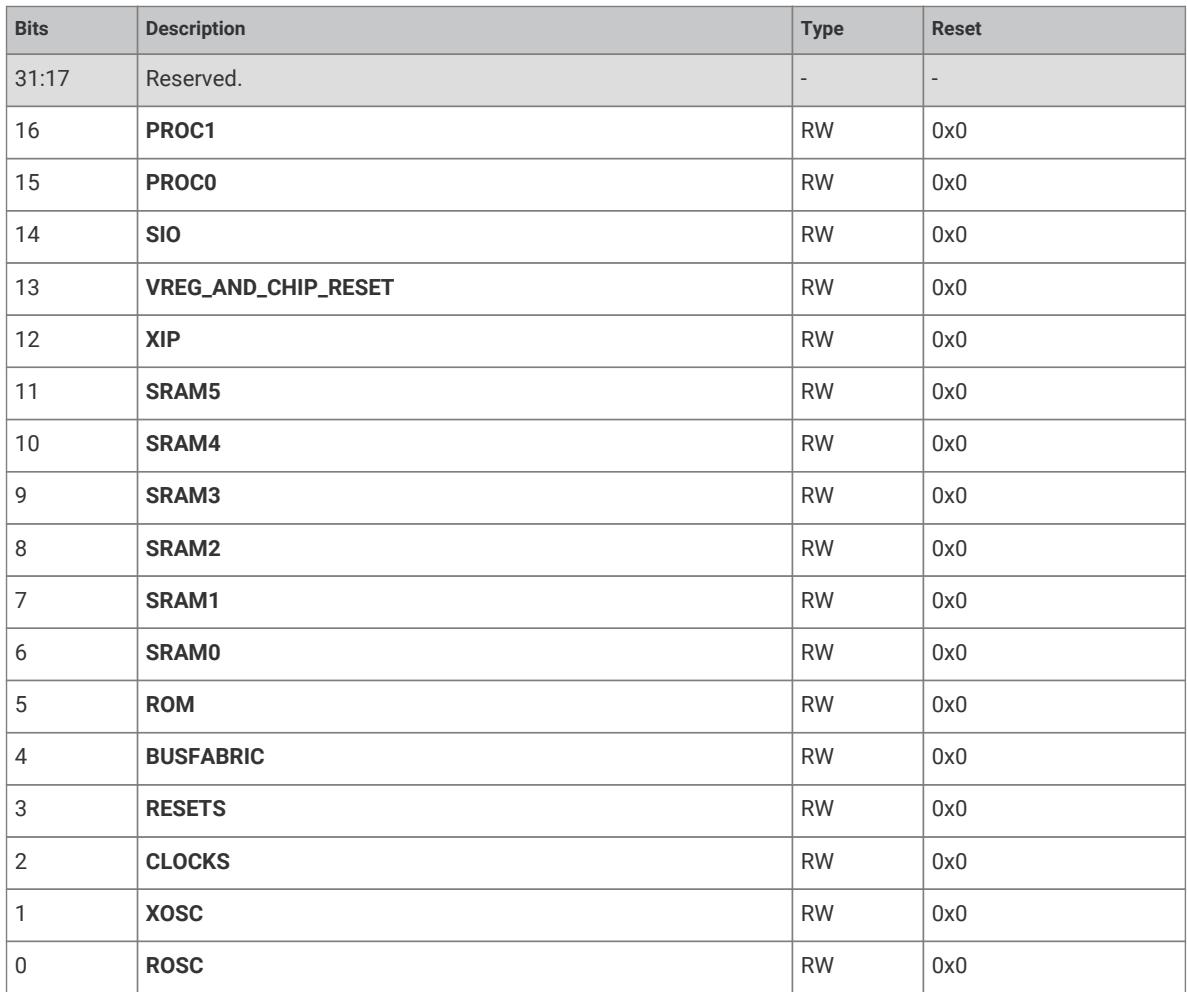 Bits Description Type Reset
31:17 Reserved. - -
16 PROC1 RW 0x0
15 PROC0 RW 0x0
14 SIO RW 0x0
13 VREG_AND_CHIP_RESET RW 0x0
12 XIP RW 0x0
11 SRAM5 RW 0x0
10 SRAM4 RW 0x0
9 SRAM3 RW 0x0
8 SRAM2 RW 0x0
7 SRAM1 RW 0x0
6 SRAM0 RW 0x0
5 ROM RW 0x0
4 BUSFABRIC RW 0x0
3 RESETS RW 0x0
2 CLOCKS RW 0x0
1 XOSC RW 0x0
0 ROSC RW 0x0